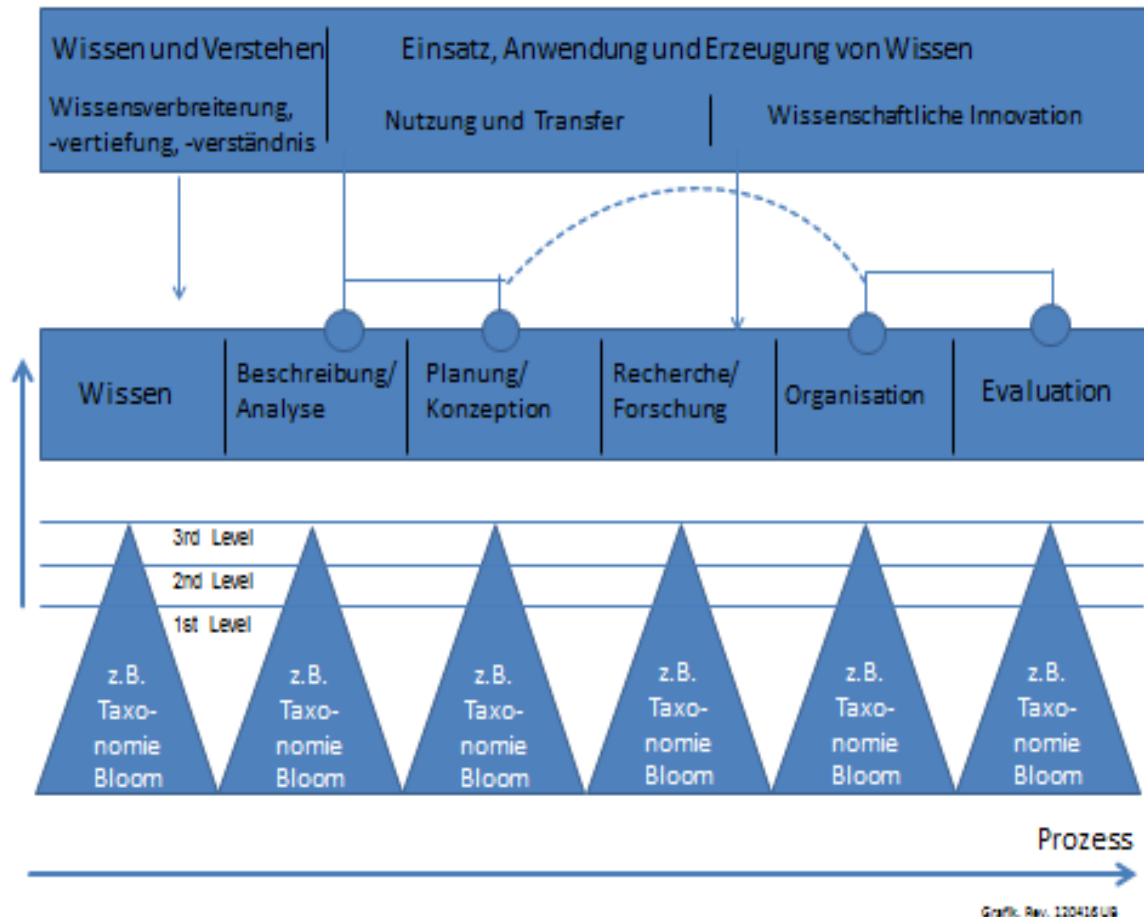 Wissen und Verstehen
Einsatz, Anwendung und Erzeugung von Wissen
Wissensverbreiterung,
-vertiefung, -verständnis
Nutzung und Transfer
Wissenschaftliche Innovation
Wissen
Beschreibung/
Analyse
Planung/
Konzeption
Recherche/
Forschung
Organisation
Evaluation
3rd Level
2nd Level
1st Level
z.B.
Taxo-
nomie
Bloom
z.B.
Taxo-
nomie
Bloom
z.B.
Taxo-
nomie
Bloom
z.B.
Taxo-
nomie
Bloom
z.B.
Taxo-
nomie
Bloom
z.B.
Taxo-
nomie
Bloom
Prozess
Grafik, Rev.